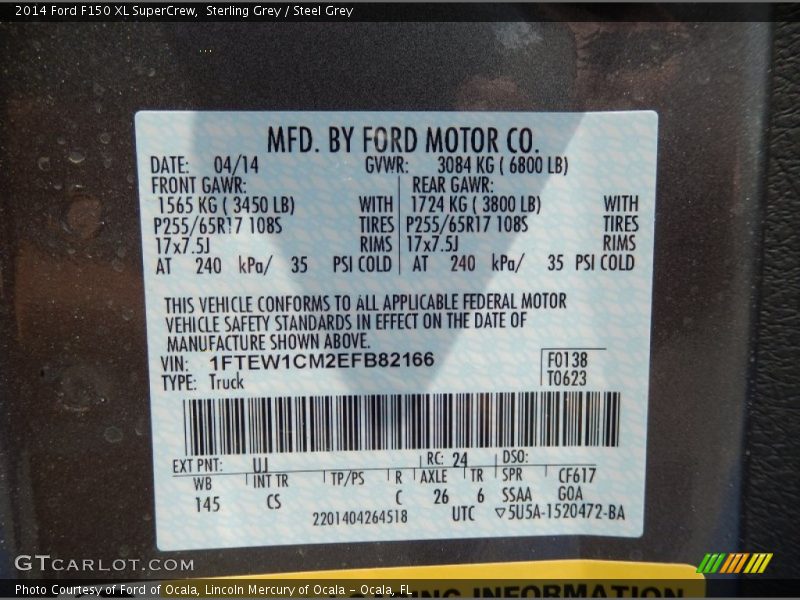 2014 Ford F150 XL SuperCrew,  Sterling Grey / Steel Grey
MFD. BY FORD MOTOR CO.
DATE: 04/14 GVWR: 3084 KG ( 6800 LB)
FRONT GAWR: REAR GAWR:
1565 KG ( 3450 LB) WITH 1724 KG ( 3800 LB) WITH
P255/65R17 108S TIRES P255/65R17 108S TIRES
17x7.5J RIMS 17x7.5J RIMS
AT 240 kPa/ 35 PSI COLD AT 240 kPa/ 35 PSI COLD
THIS VEHICLE CONFORMS TO ALL APPLICABLE FEDERAL MOTOR
VEHICLE SAFETY STANDARDS IN EFFECT ON THE DATE OF
MANUFACTURE SHOWN ABOVE.
VIN: 1FTEW1CM2EFB82166 F0138
TYPE: Truck T0623
EXT PNT: UJ RC: 24 DSO:
WB INT TR TP/PS R AXLE TR SPR CF617
145 CS C 26 6 SSAA GOA
2201404264518 UTC ▽5U5A-1520472-BA
GTCARLOT.COM
Photo Courtesy of Ford of Ocala, Lincoln Mercury of Ocala - Ocala, FL
LOADING INFORMATION